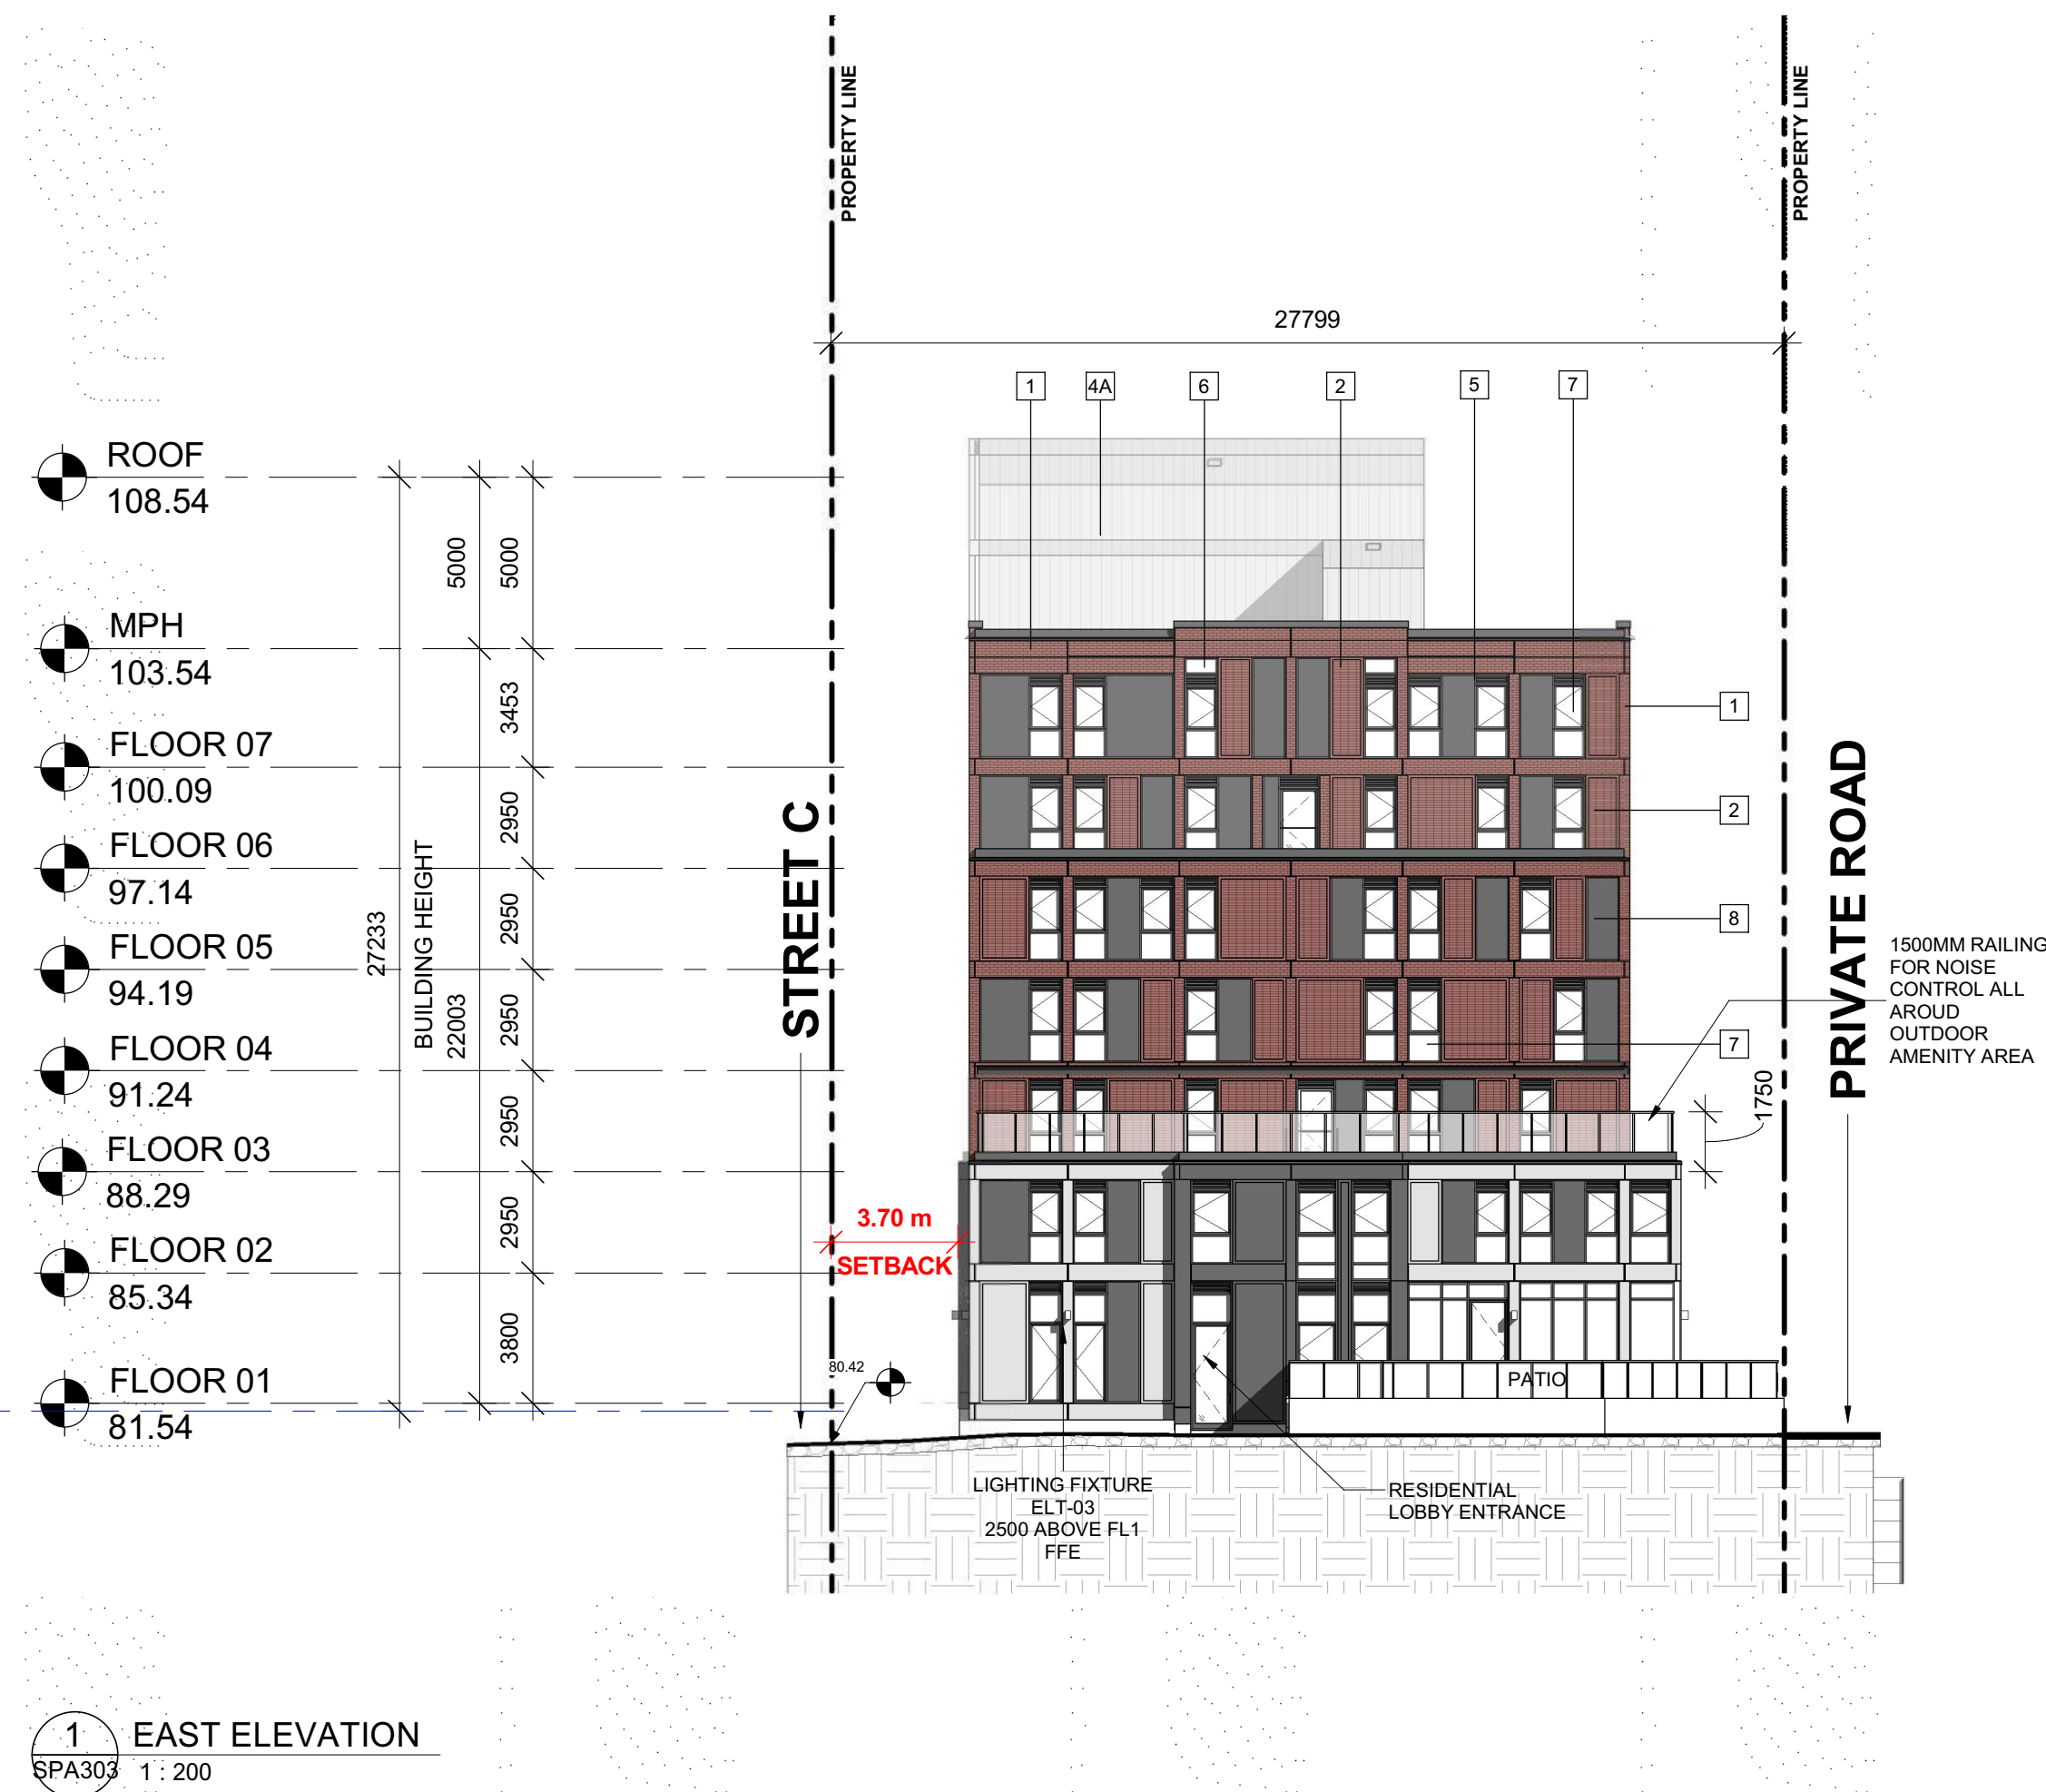 PROPERTY LINE
PROPERTY LINE
27799
1
4A
6
2
5
7
ROOF
108.54
5000
5000
MPH
103.54
3453
1
FLOOR 07
100.09
2950
2
FLOOR 06
97.14
2950
8
FLOOR 05
94.19
2950
7
FLOOR 04
91.24
2950
FLOOR 03
88.29
2950
FLOOR 02
85.34
3800
FLOOR 01
81.54
27233
BUILDING HEIGHT
22003
STREET C
PRIVATE ROAD
1500MM RAILING
FOR NOISE
CONTROL ALL
AROUD
OUTDOOR
AMENITY AREA
1750
3.70 m
SETBACK
80.42
PATIO
LIGHTING FIXTURE
ELT-03
2500 ABOVE FL1
FFE
RESIDENTIAL
LOBBY ENTRANCE
1
SPA303
EAST ELEVATION
1 : 200